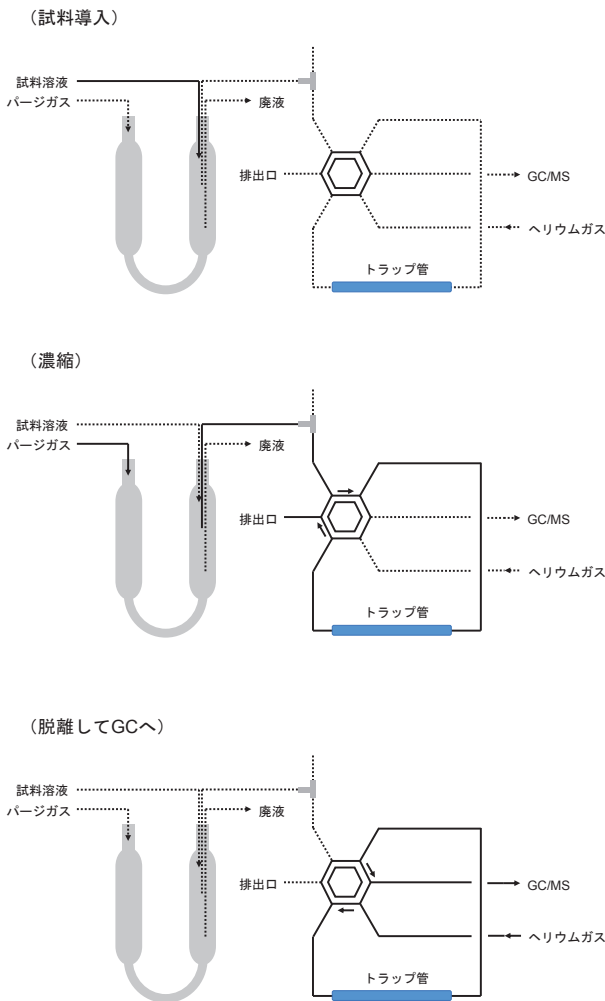 （試料導入）
試料溶液
パージガス
廃液
排出口
GC/MS
ヘリウムガス
トラップ管
（濃縮）
試料溶液
パージガス
廃液
排出口
GC/MS
ヘリウムガス
トラップ管
（脱離してGCへ）
試料溶液
パージガス
廃液
排出口
GC/MS
ヘリウムガス
トラップ管